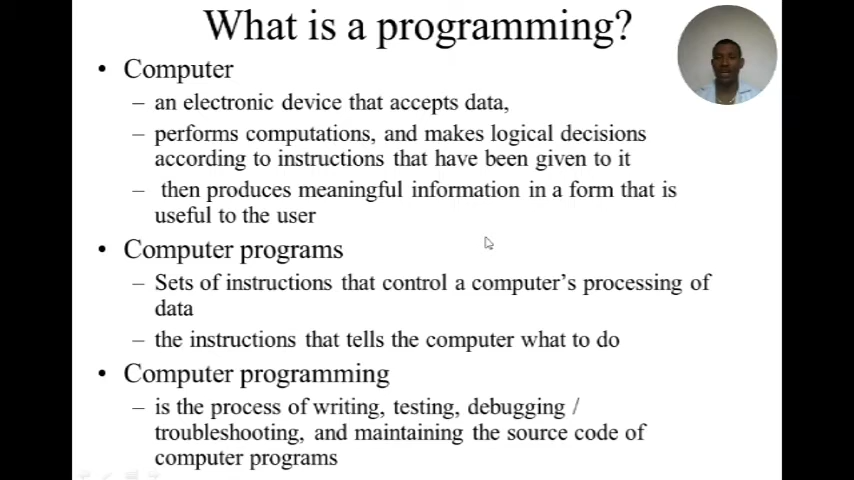 What is a programming?
• Computer
– an electronic device that accepts data,
– performs computations, and makes logical decisions
according to instructions that have been given to it
– then produces meaningful information in a form that is
useful to the user
• Computer programs
– Sets of instructions that control a computer’s processing of
data
– the instructions that tells the computer what to do
• Computer programming
– is the process of writing, testing, debugging /
troubleshooting, and maintaining the source code of
computer programs